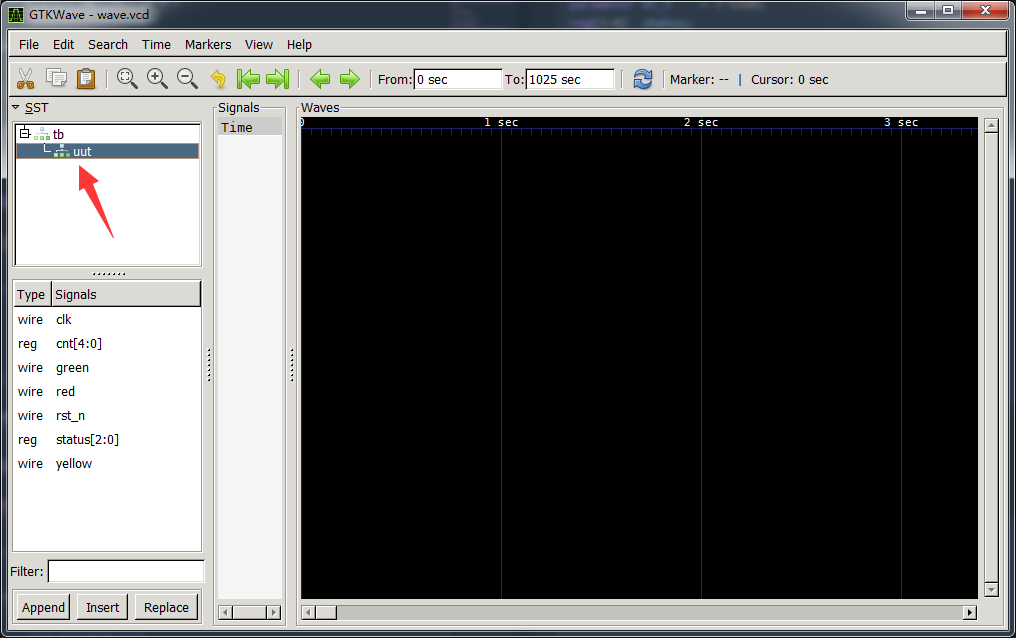 GTKWave - wave.vcd
File Edit Search Time Markers View Help
From: 0 sec To: 1025 sec Marker: -- | Cursor: 0 sec
SST
tb
uut
Type Signals
wire clk
reg cnt[4:0]
wire green
wire red
wire rst_n
reg status[2:0]
wire yellow
Filter:
Append Insert Replace
Signals
Time
Waves
0 1 sec 2 sec 3 sec